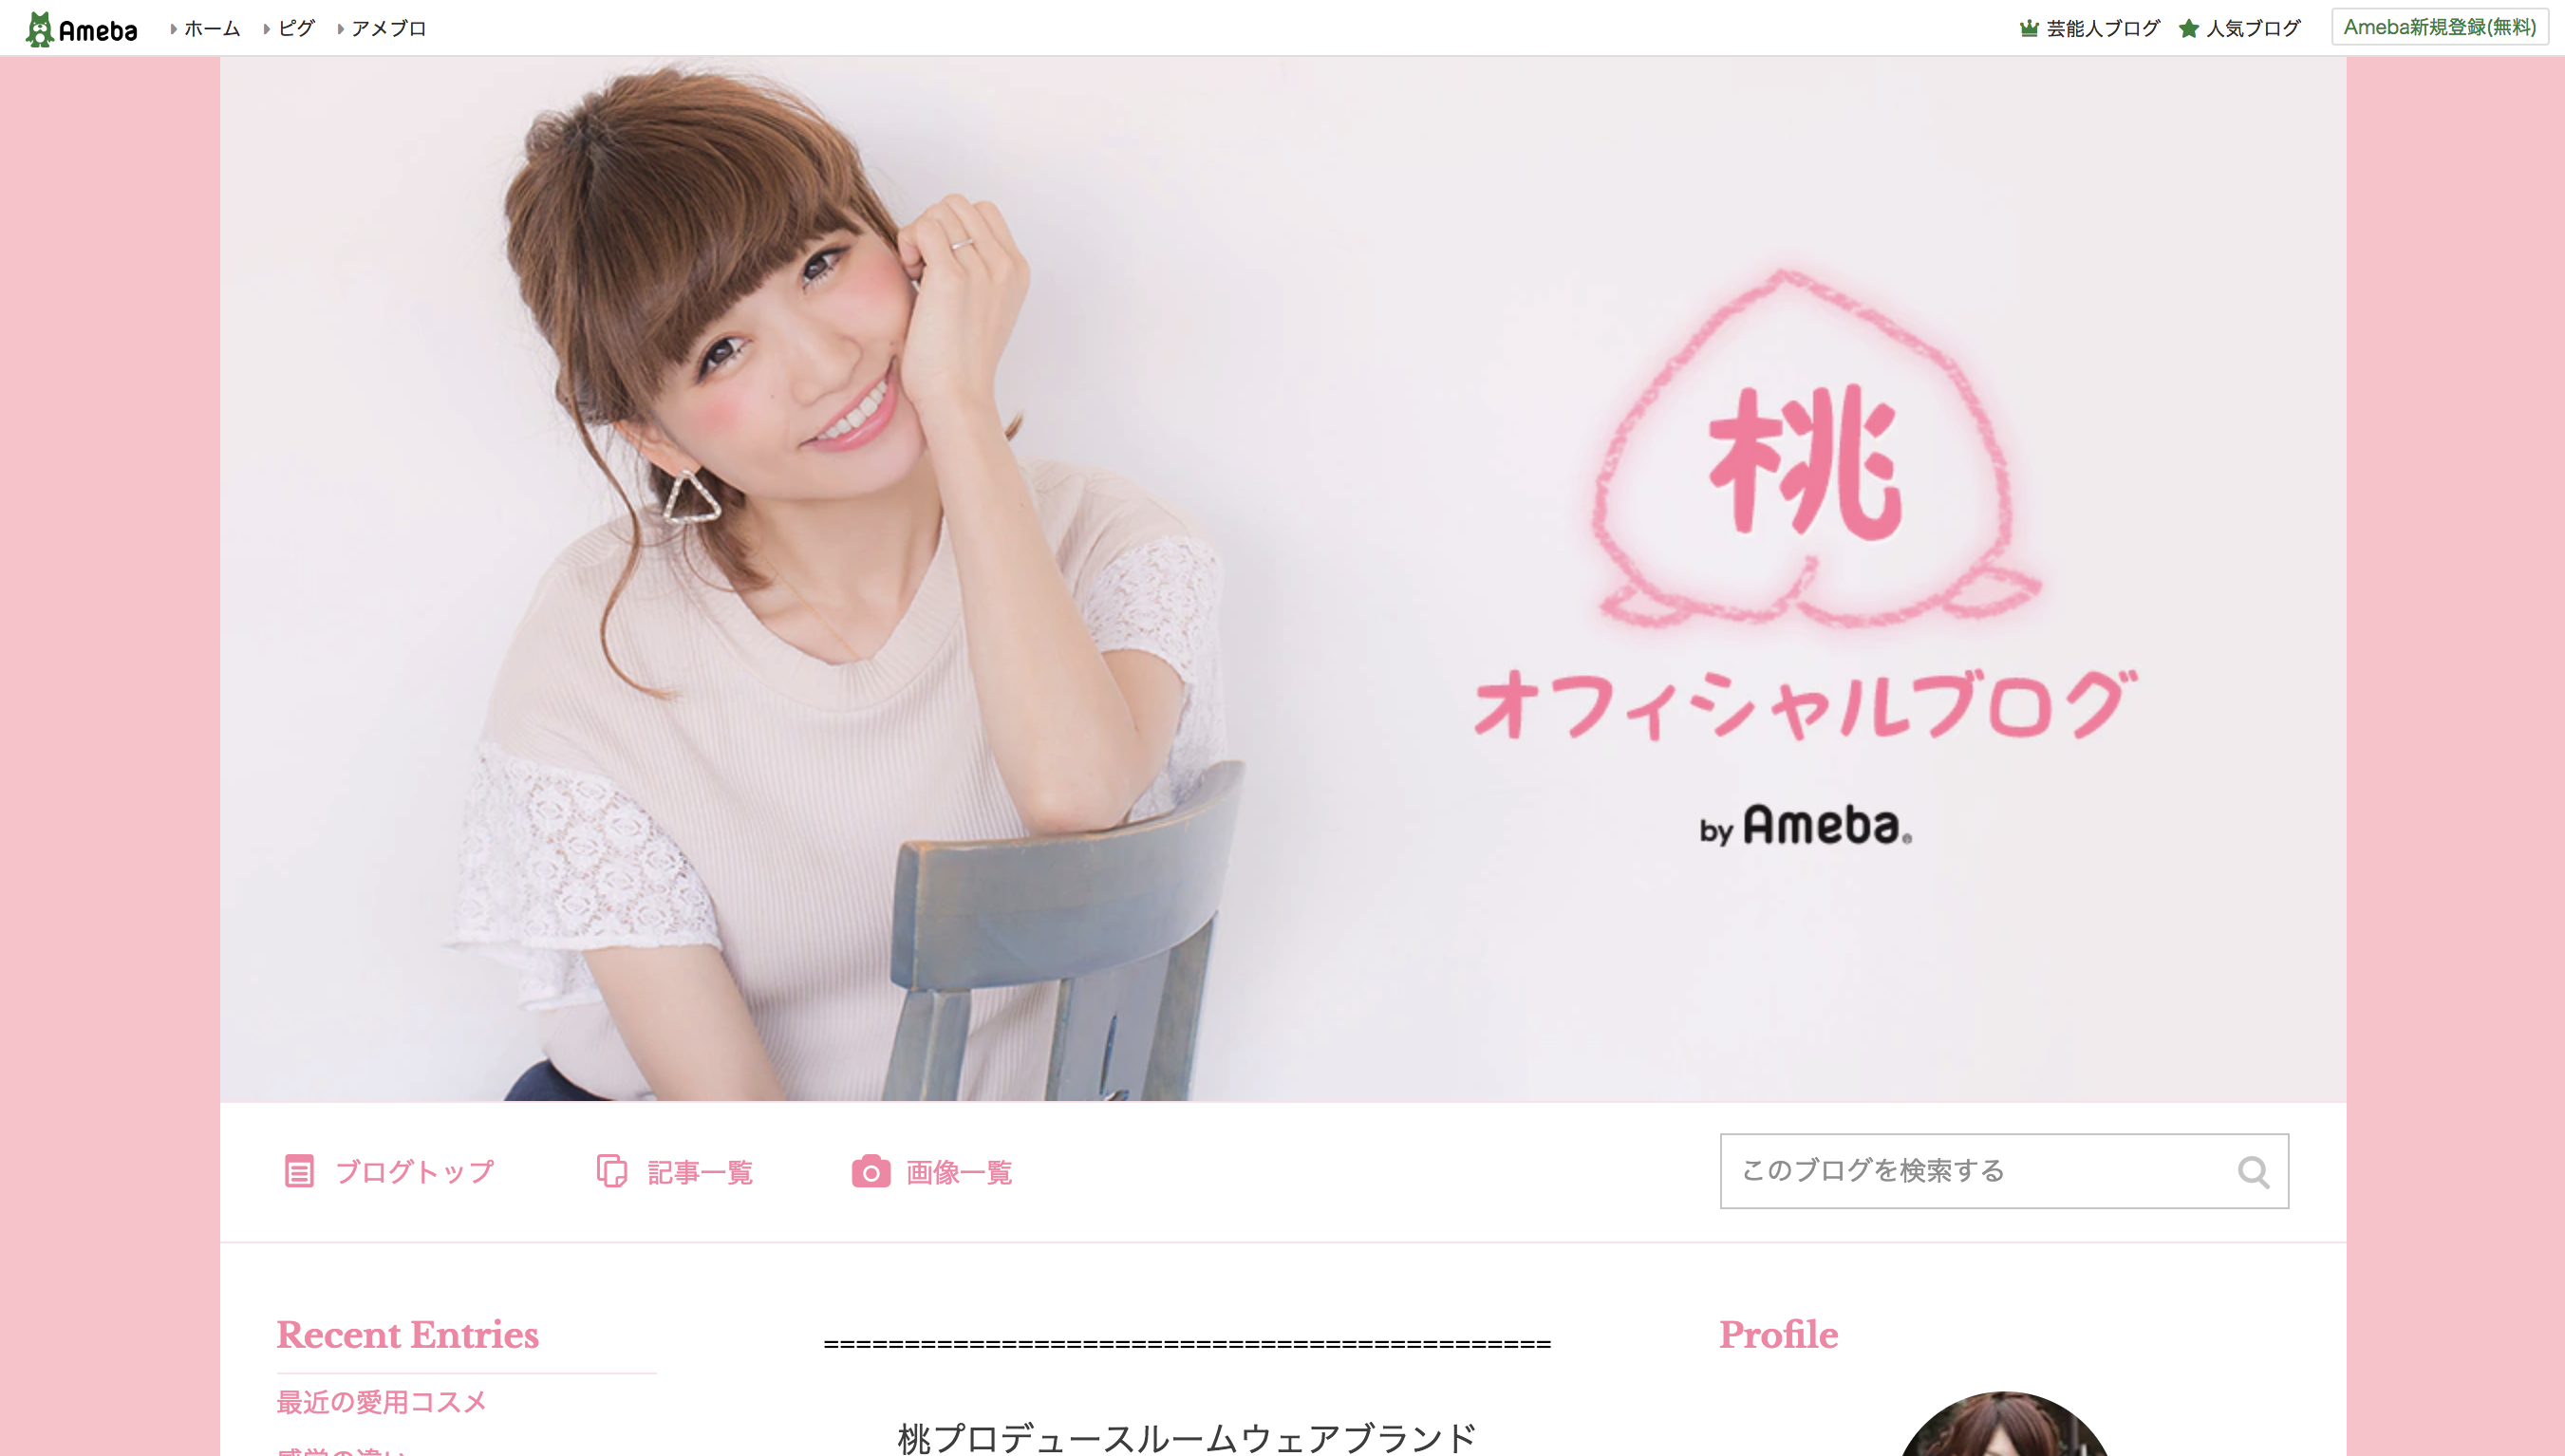 Ameba
ホーム
ピグ
アメブロ
芸能人ブログ
人気ブログ
Ameba新規登録(無料)
桃
オフィシャルブログ
by Ameba
ブログトップ
記事一覧
画像一覧
このブログを検索する
Recent Entries
最近の愛用コスメ
=============================================
桃プロデュースルームウェアブランド
Profile